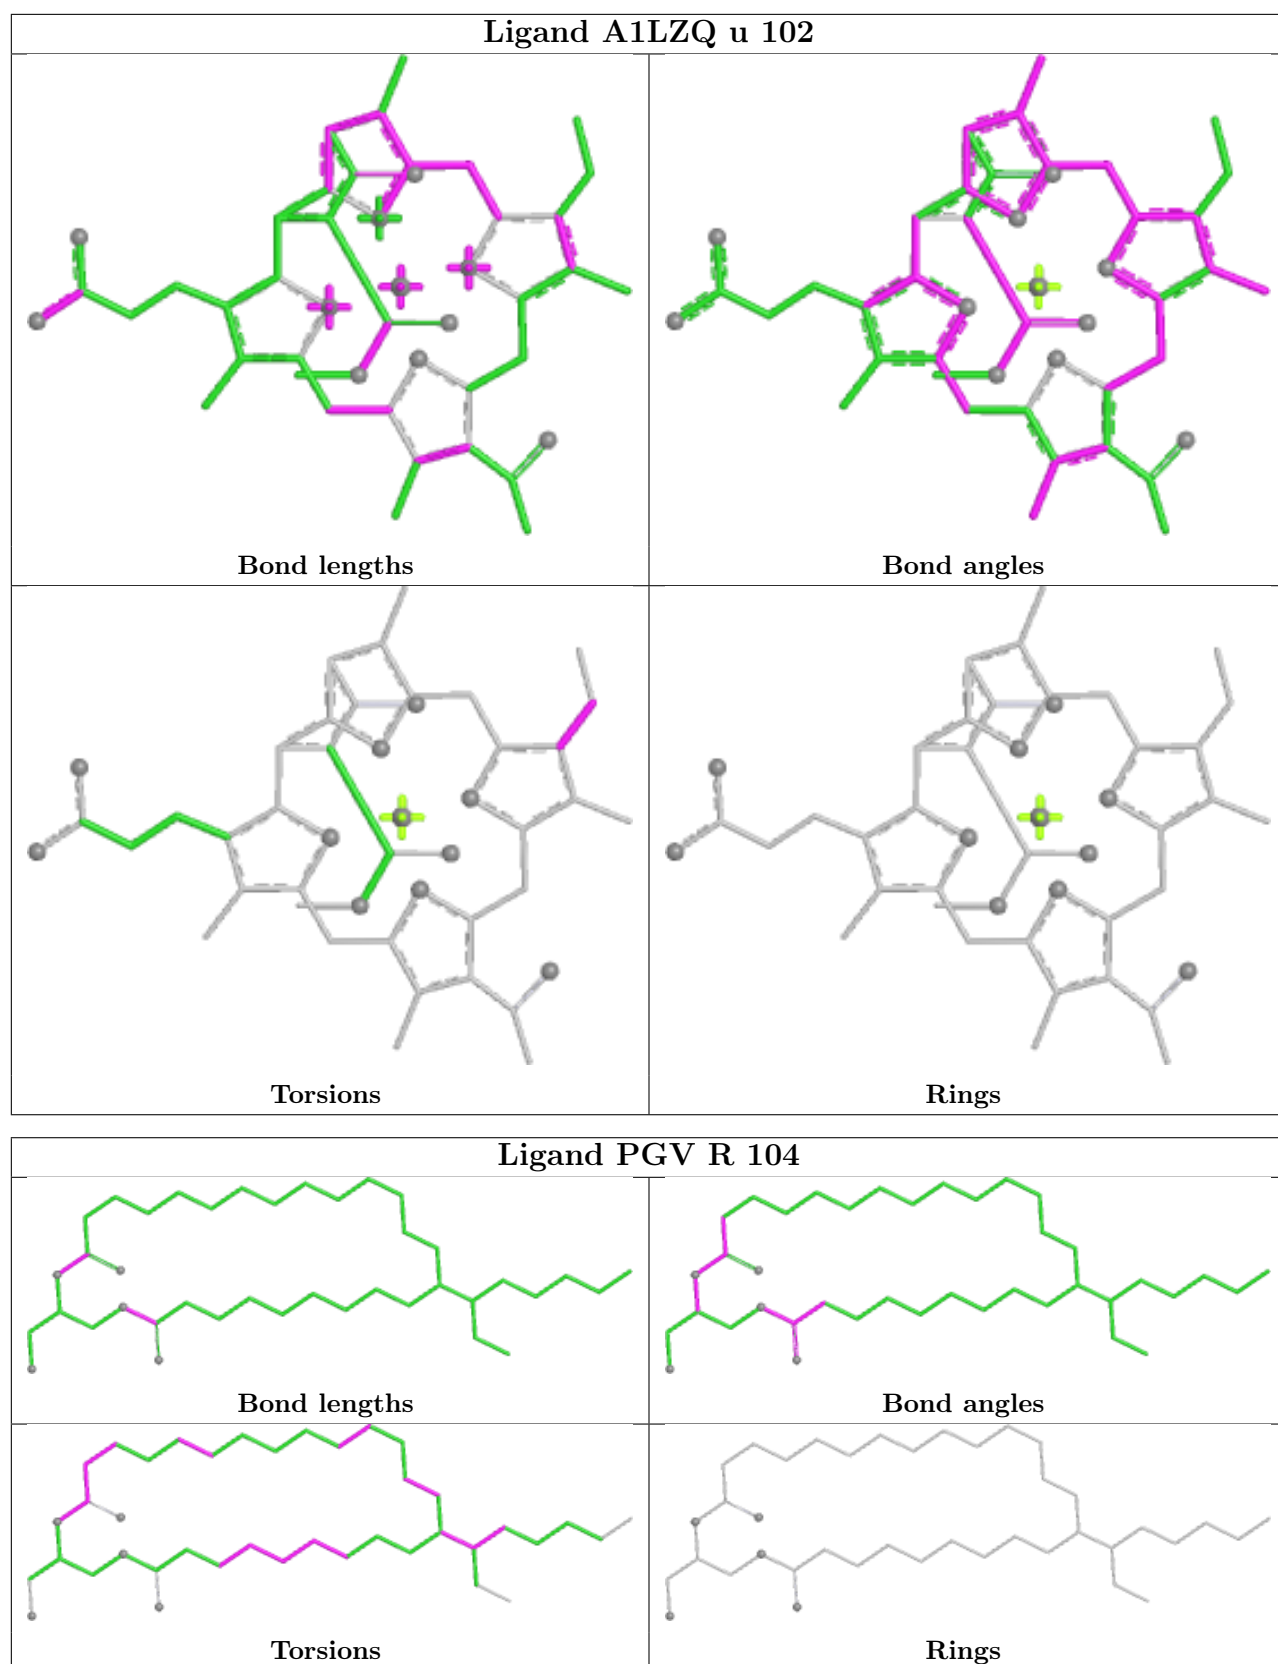 Ligand A1LZQ u 102
Bond lengths
Bond angles
Torsions
Rings
Ligand PGV R 104
Bond lengths
Bond angles
Torsions
Rings